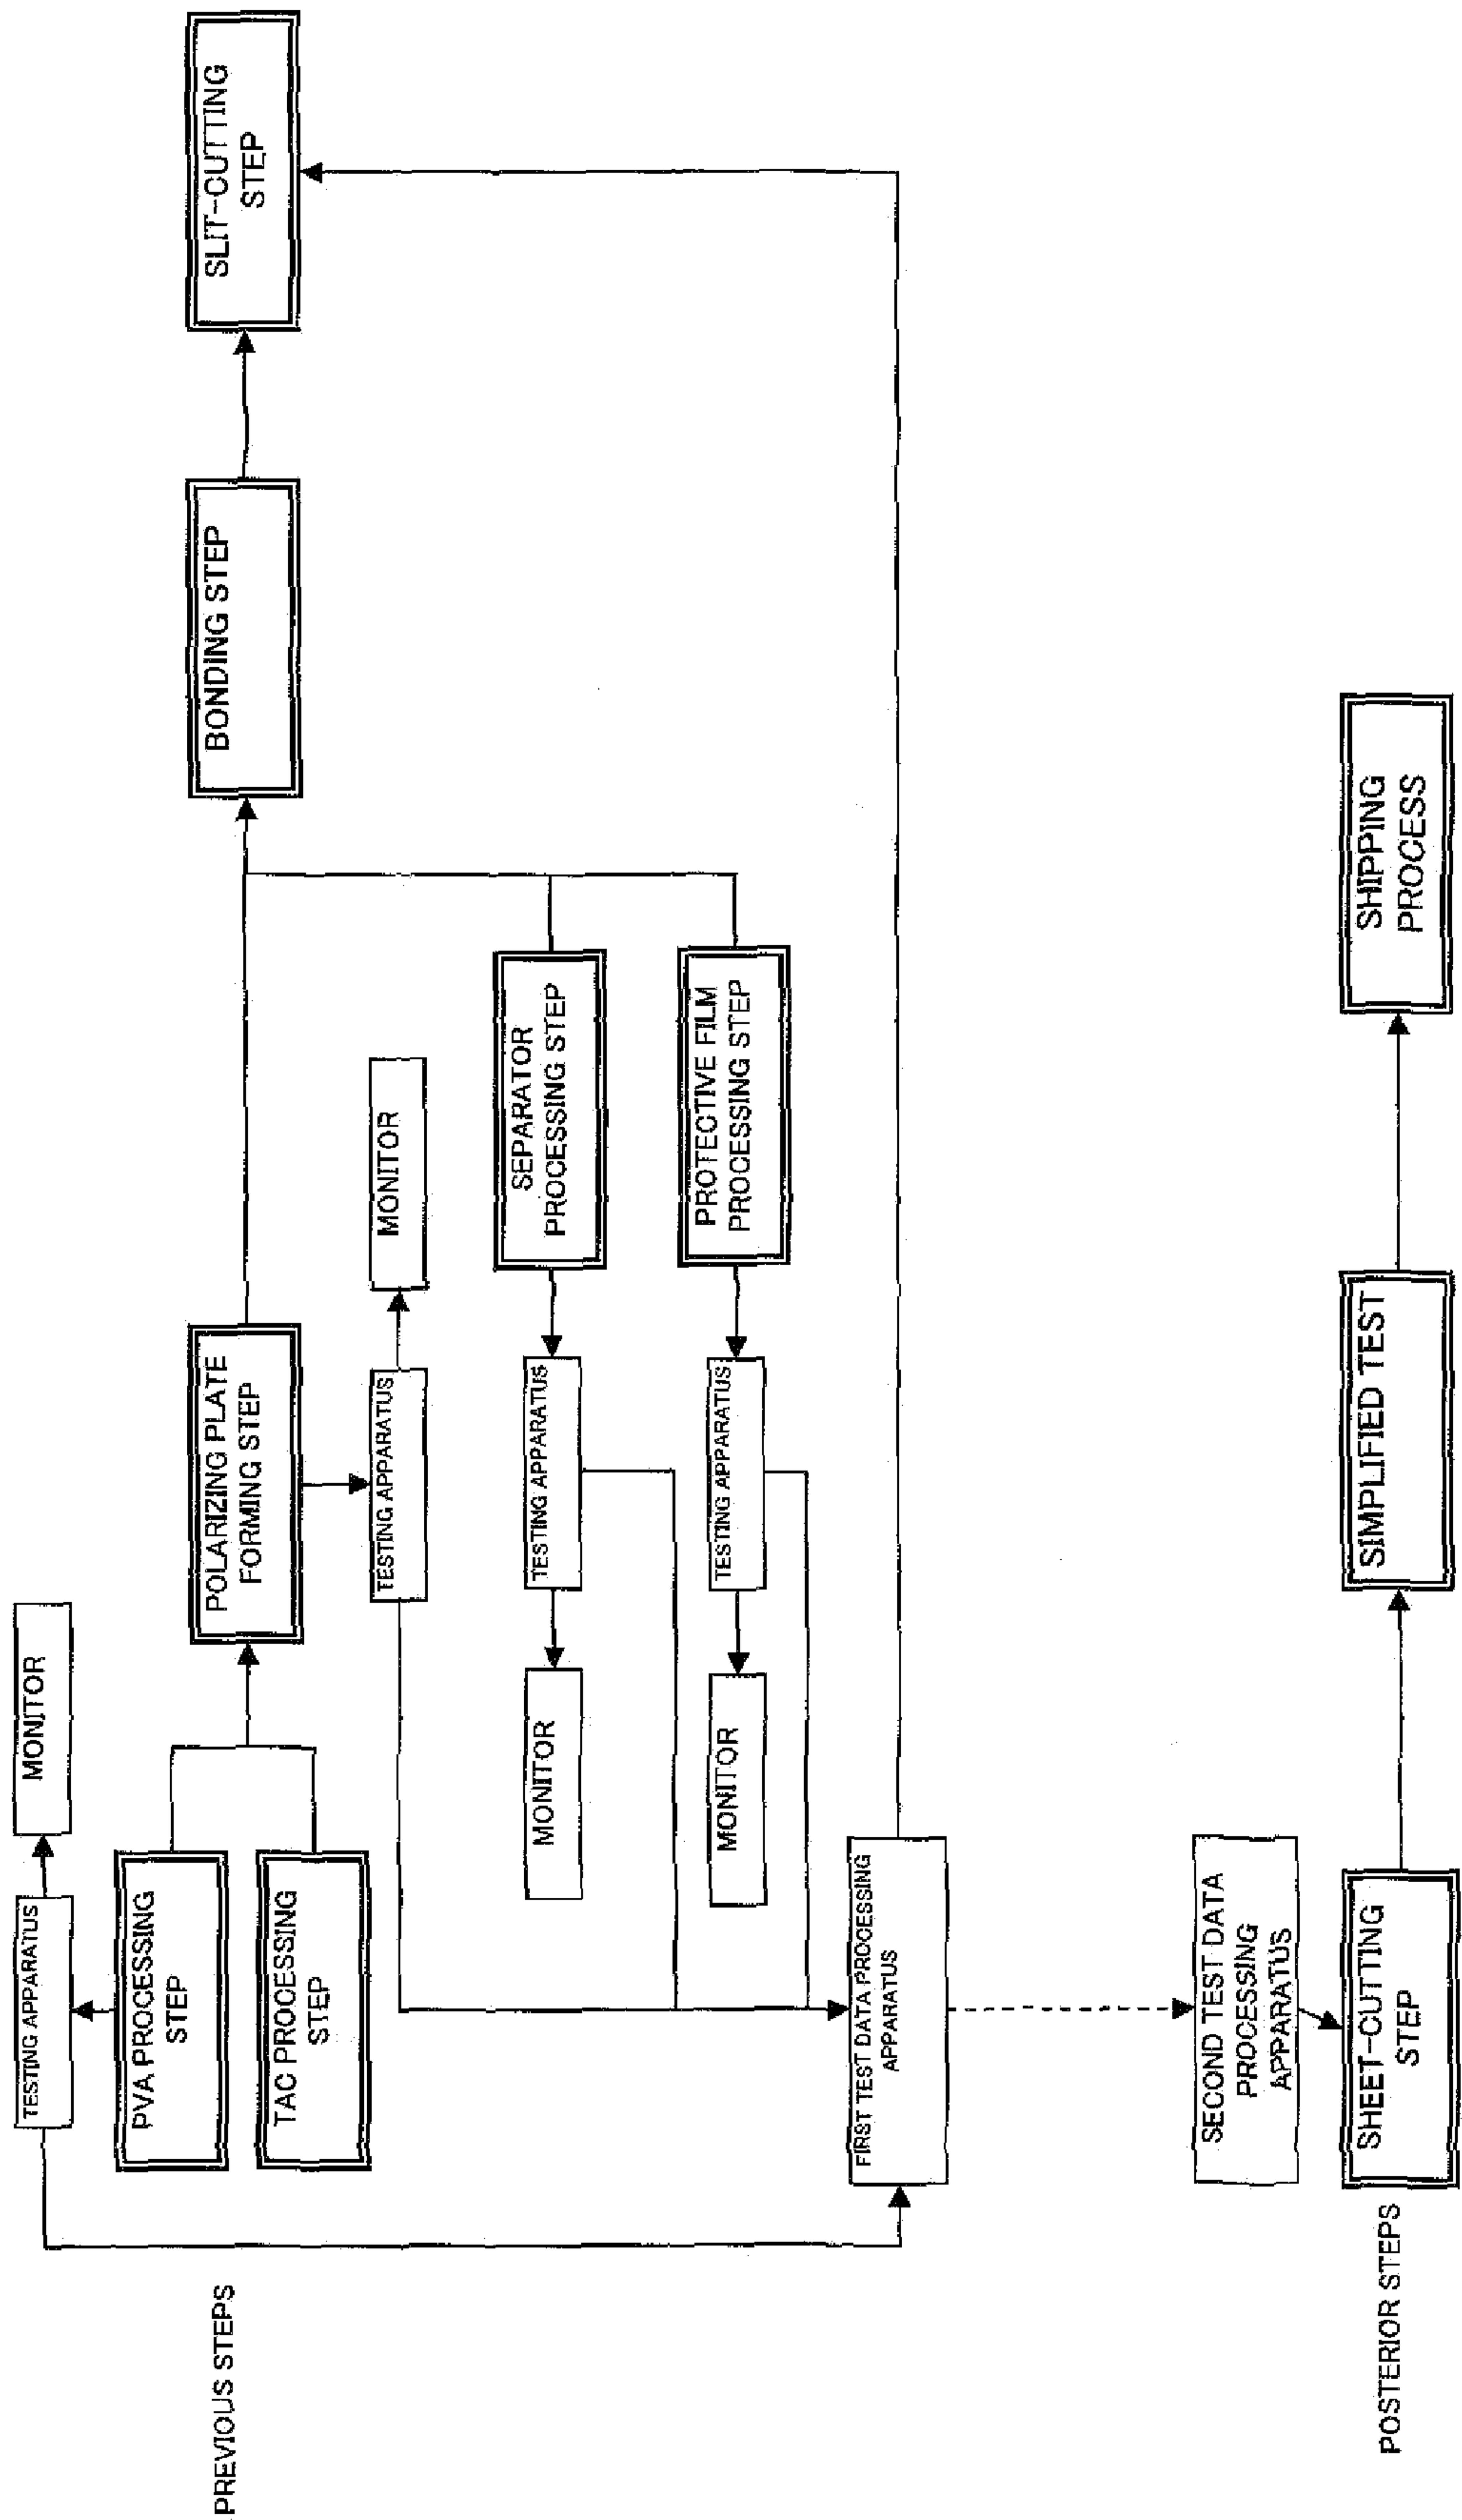 PREVIOUS STEPS
TESTING APPARATUS
MONITOR
PVA PROCESSING
STEP
TAC PROCESSING
STEP
POLARIZING PLATE
FORMING STEP
BONDING STEP
SLIT-CUTTING
STEP
TESTING APPARATUS
MONITOR
MONITOR
TESTING APPARATUS
SEPARATOR
PROCESSING STEP
MONITOR
TESTING APPARATUS
PROTECTIVE FILM
PROCESSING STEP
FIRST TEST DATA PROCESSING
APPARATUS
SECOND TEST DATA
PROCESSING
APPARATUS
POSTERIOR STEPS
SHEET-CUTTING
STEP
SIMPLIFIED TEST
SHIPPING
PROCESS